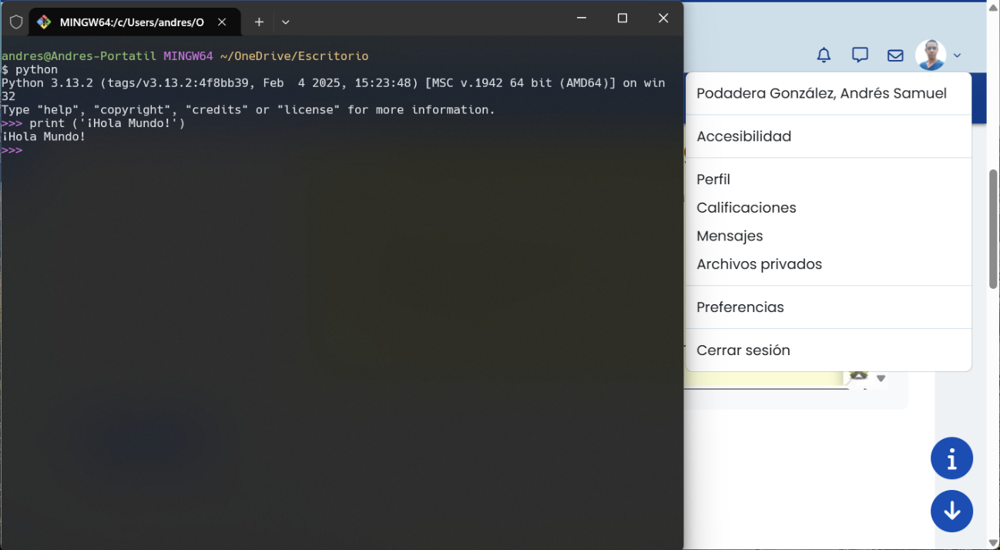 MINGW64:/c/Users/andres/O
andres@Andres-Portatil MINGW64 ~/OneDrive/Escritorio
$ python
Python 3.13.2 (tags/v3.13.2:4f8bb39, Feb  4 2025, 15:23:48) [MSC v.1942 64 bit (AMD64)] on win
32
Type "help", "copyright", "credits" or "license" for more information.
>>> print ('¡Hola Mundo!')
¡Hola Mundo!
>>>
Podadera González, Andrés Samuel
Accesibilidad
Perfil
Calificaciones
Mensajes
Archivos privados
Preferencias
Cerrar sesión